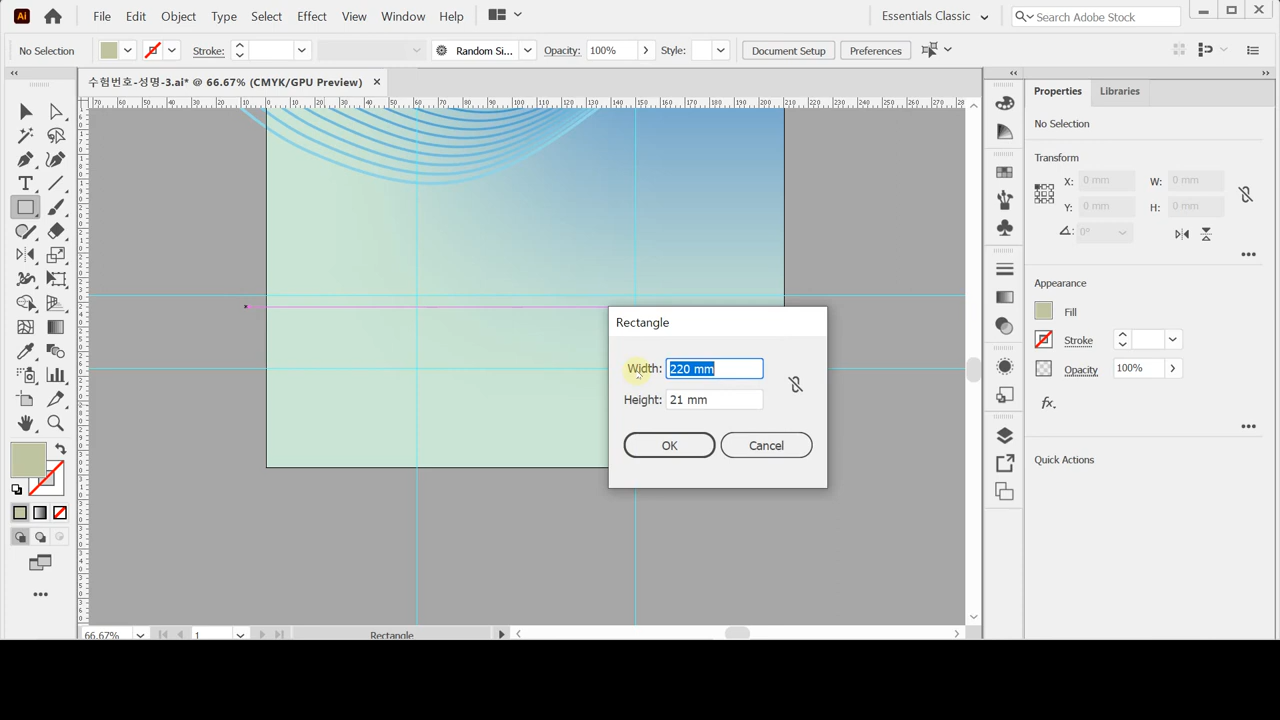 Ai File Edit Object Type Select Effect View Window Help Essentials Classic Search Adobe Stock
No Selection Stroke: Random Si... Opacity: 100% Style: Document Setup Preferences
수험번호-성명-3.ai* @ 66.67% (CMYK/GPU Preview) ×
Properties Libraries
No Selection
Transform
X: 0 mm W: 0 mm
Y: 0 mm H: 0 mm
0°
Appearance
Fill
Stroke
Opacity 100%
fx.
Quick Actions
Rectangle
Width: 220 mm
Height: 21 mm
OK Cancel
66.67% 1 Rectangle